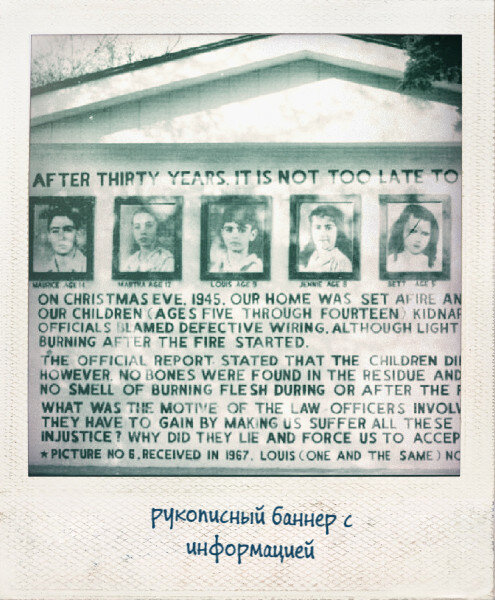 AFTER THIRTY YEARS. IT IS NOT TOO LATE TO
MAURICE AGE 14 MARTHA AGE 12 LOUIS AGE 9 JENNIE AGE 8 BETT AGE 5
ON CHRISTMAS EVE, 1945. OUR HOME WAS SET AFIRE AN
OUR CHILDREN (AGES FIVE THROUGH FOURTEEN) KIDNAP
OFFICIALS BLAMED DEFECTIVE WIRING, ALTHOUGH LIGHT
BURNING AFTER THE FIRE STARTED.
THE OFFICIAL REPORT STATED THAT THE CHILDREN DIE
HOWEVER, NO BONES WERE FOUND IN THE RESIDUE AND
NO SMELL OF BURNING FLESH DURING OR AFTER THE F
WHAT WAS THE MOTIVE OF THE LAW OFFICERS INVOLV
THEY HAVE TO GAIN BY MAKING US SUFFER ALL THESE
INJUSTICE? WHY DID THEY LIE AND FORCE US TO ACCEP
* PICTURE NO 6, RECEIVED IN 1967. LOUIS (ONE AND THE SAME) NO
рукописный баннер с
информацией